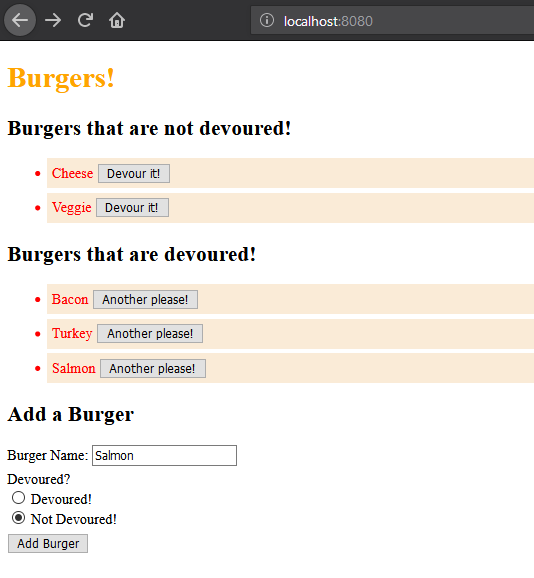 localhost:8080
Burgers!
Burgers that are not devoured!
Cheese Devour it!
Veggie Devour it!
Burgers that are devoured!
Bacon Another please!
Turkey Another please!
Salmon Another please!
Add a Burger
Burger Name: Salmon
Devoured?
Devoured!
Not Devoured!
Add Burger